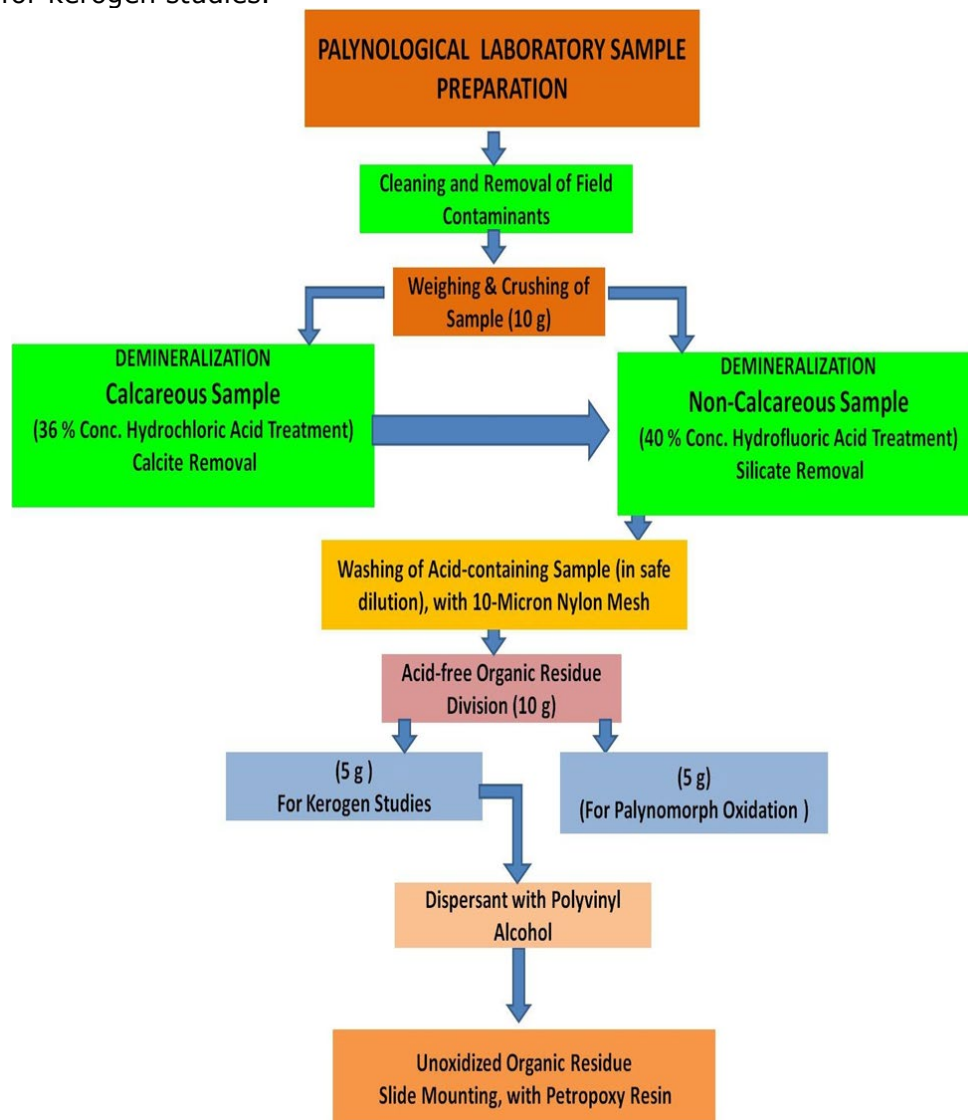 for kerogen studies.
PALYNOLOGICAL LABORATORY SAMPLE
PREPARATION
Cleaning and Removal of Field
Contaminants
Weighing & Crushing of
Sample (10 g)
DEMINERALIZATION
Calcareous Sample
(36 % Conc. Hydrochloric Acid Treatment)
Calcite Removal
DEMINERALIZATION
Non-Calcareous Sample
(40 % Conc. Hydrofluoric Acid Treatment)
Silicate Removal
Washing of Acid-containing Sample (in safe
dilution), with 10-Micron Nylon Mesh
Acid-free Organic Residue
Division (10 g)
(5 g )
For Kerogen Studies
(5 g)
(For Palynomorph Oxidation )
Dispersant with Polyvinyl
Alcohol
Unoxidized Organic Residue
Slide Mounting, with Petropoxy Resin